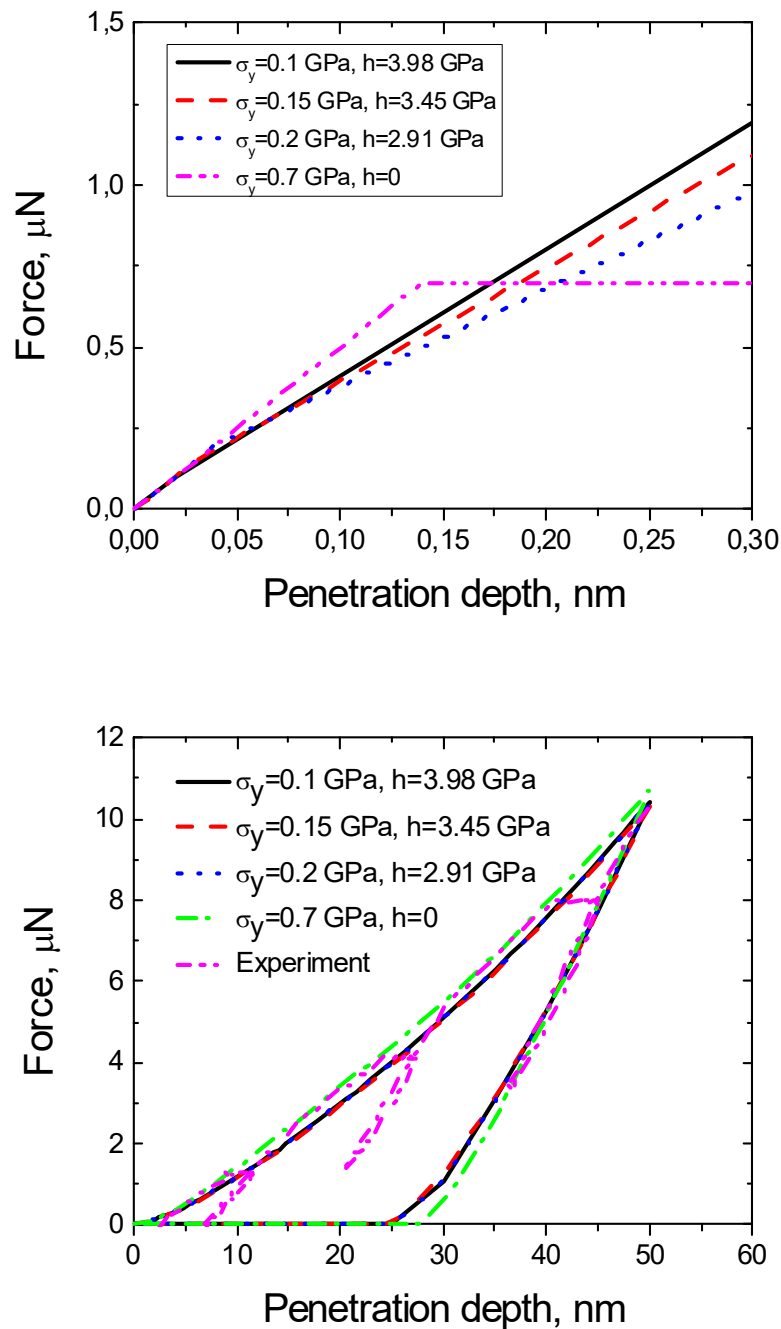 1,5
σy=0.1 GPa, h=3.98 GPa
σy=0.15 GPa, h=3.45 GPa
σy=0.2 GPa, h=2.91 GPa
σy=0.7 GPa, h=0
1,0
0,5
0,0
Force, μN
0,00 0,05 0,10 0,15 0,20 0,25 0,30
Penetration depth, nm
12
10
8
6
4
2
0
Force, μN
σy=0.1 GPa, h=3.98 GPa
σy=0.15 GPa, h=3.45 GPa
σy=0.2 GPa, h=2.91 GPa
σy=0.7 GPa, h=0
Experiment
0 10 20 30 40 50 60
Penetration depth, nm